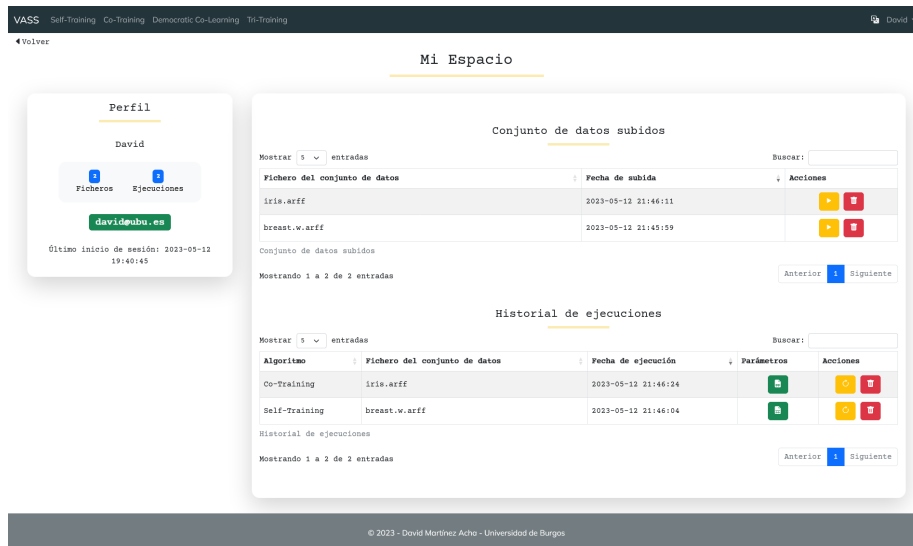 VASS Self-Training Co-Training Democratic Co-Learning Tri-Training David
Volver
Mi Espacio
Perfil
David
2 2
Ficheros Ejecuciones
david@ubu.es
Último inicio de sesión: 2023-05-12
19:40:45
Conjunto de datos subidos
Mostrar 5 entradas Buscar:
Fichero del conjunto de datos Fecha de subida Acciones
iris.arff 2023-05-12 21:46:11
breast.w.arff 2023-05-12 21:45:59
Conjunto de datos subidos
Mostrando 1 a 2 de 2 entradas Anterior 1 Siguiente
Historial de ejecuciones
Mostrar 5 entradas Buscar:
Algoritmo Fichero del conjunto de datos Fecha de ejecución Parámetros Acciones
Co-Training iris.arff 2023-05-12 21:46:24
Self-Training breast.w.arff 2023-05-12 21:46:04
Historial de ejecuciones
Mostrando 1 a 2 de 2 entradas Anterior 1 Siguiente
© 2023 - David Martínez Acha - Universidad de Burgos